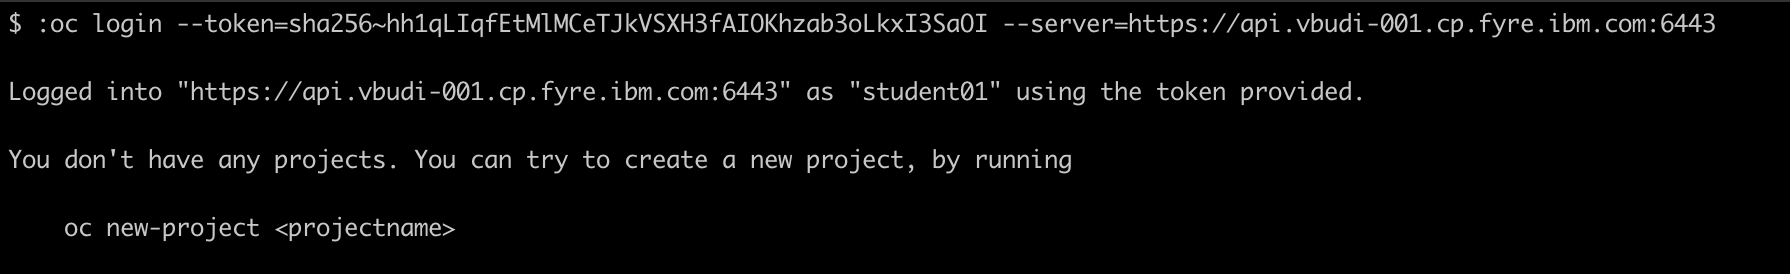 $ :oc login --token=sha256~hh1qLIqfEtMlMCeTJkVSXH3fAIOKhzab3oLkxI3SaOI --server=https://api.vbudi-001.cp.fyre.ibm.com:6443
Logged into "https://api.vbudi-001.cp.fyre.ibm.com:6443" as "student01" using the token provided.
You don't have any projects. You can try to create a new project, by running
oc new-project <projectname>